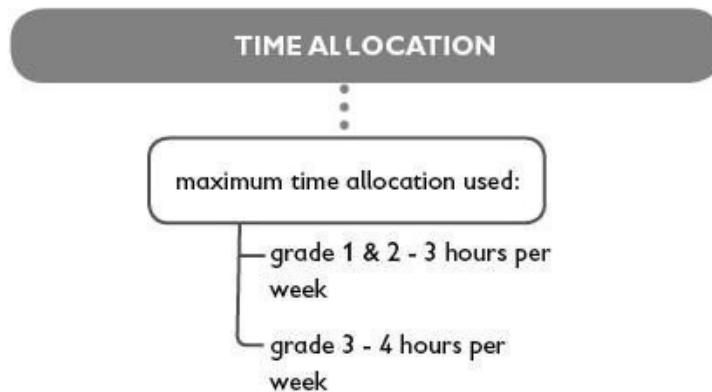 TIME ALLOCATION
maximum time allocation used:
grade 1 & 2 - 3 hours per
week
grade 3 - 4 hours per
week